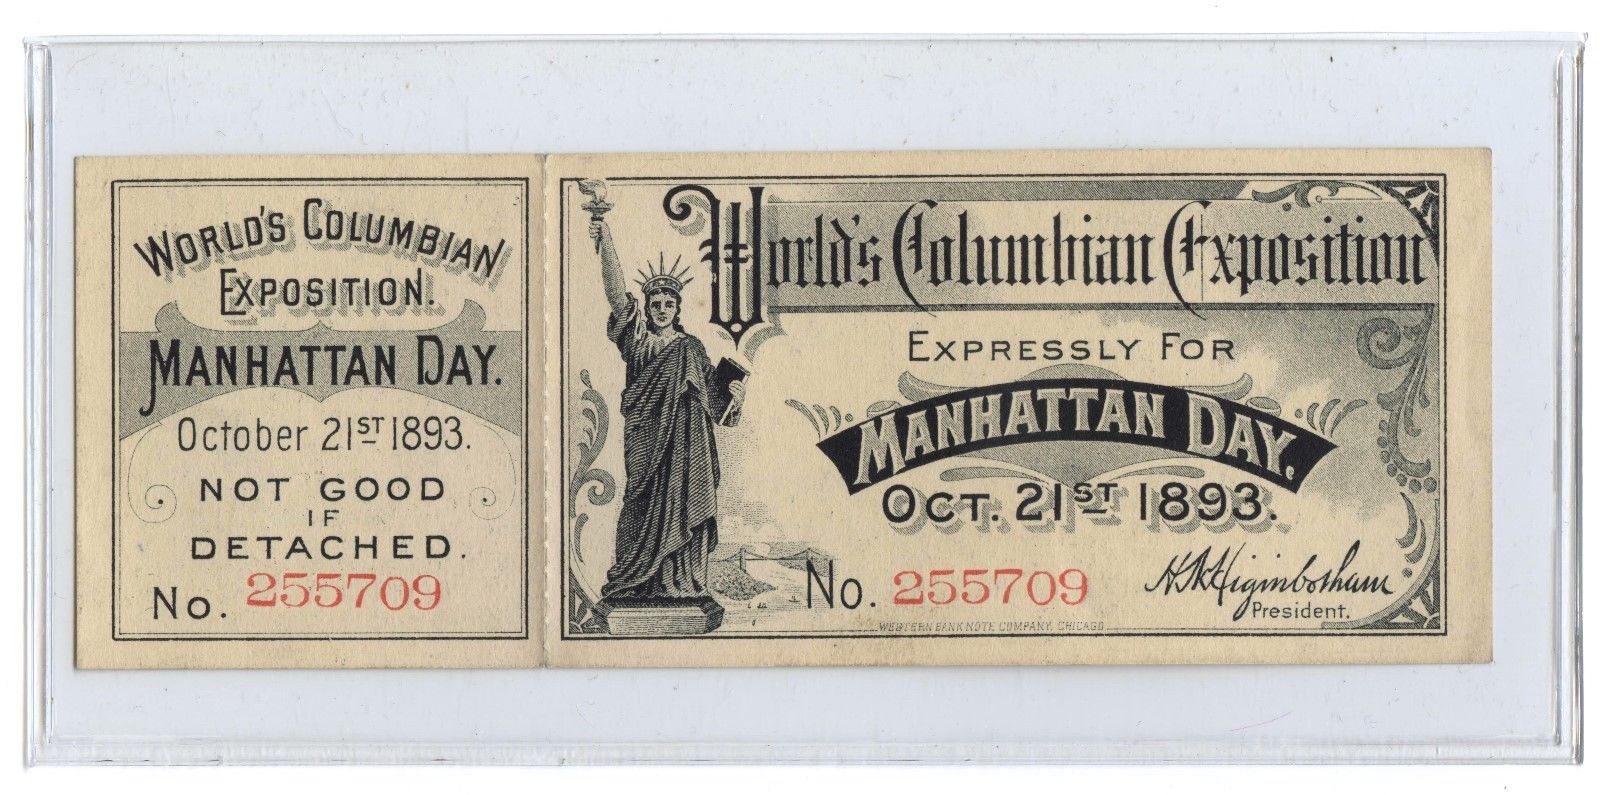 WORLD'S COLUMBIAN
EXPOSITION.
MANHATTAN DAY.
October 21ST 1893.
NOT GOOD
IF
DETACHED.
No. 255709
World's Columbian Exposition
EXPRESSLY FOR
MANHATTAN DAY.
OCT. 21ST 1893.
No. 255709
H.N. Higinbotham
President.
WESTERN BANK NOTE COMPANY, CHICAGO